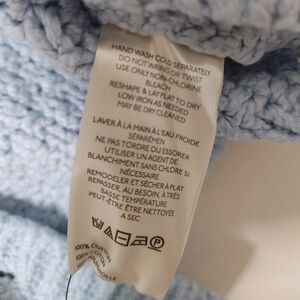 HAND WASH COLD SEPARATELY
DO NOT WRING OR TWIST
USE ONLY NON-CHLORINE
BLEACH
RESHAPE & LAY FLAT TO DRY
LOW IRON AS NEEDED
MAY BE DRY CLEANED
LAVER À LA MAIN À L'EAU FROIDE
SÉPARÉMEN
NE PAS TORDRE OU ESSORER
UTILISER UN AGENT DE
BLANCHIMENT SANS CHLORE SI
NÉCESSAIRE
REMODELER ET SÉCHER À PLAT
REPASSER, AU BESOIN, À TRÈS
BASSE TEMPÉRATURE
PEUT-ÊTRE ÊTRE NETTOYÉE
A SEC
P
100% COTTON
100%